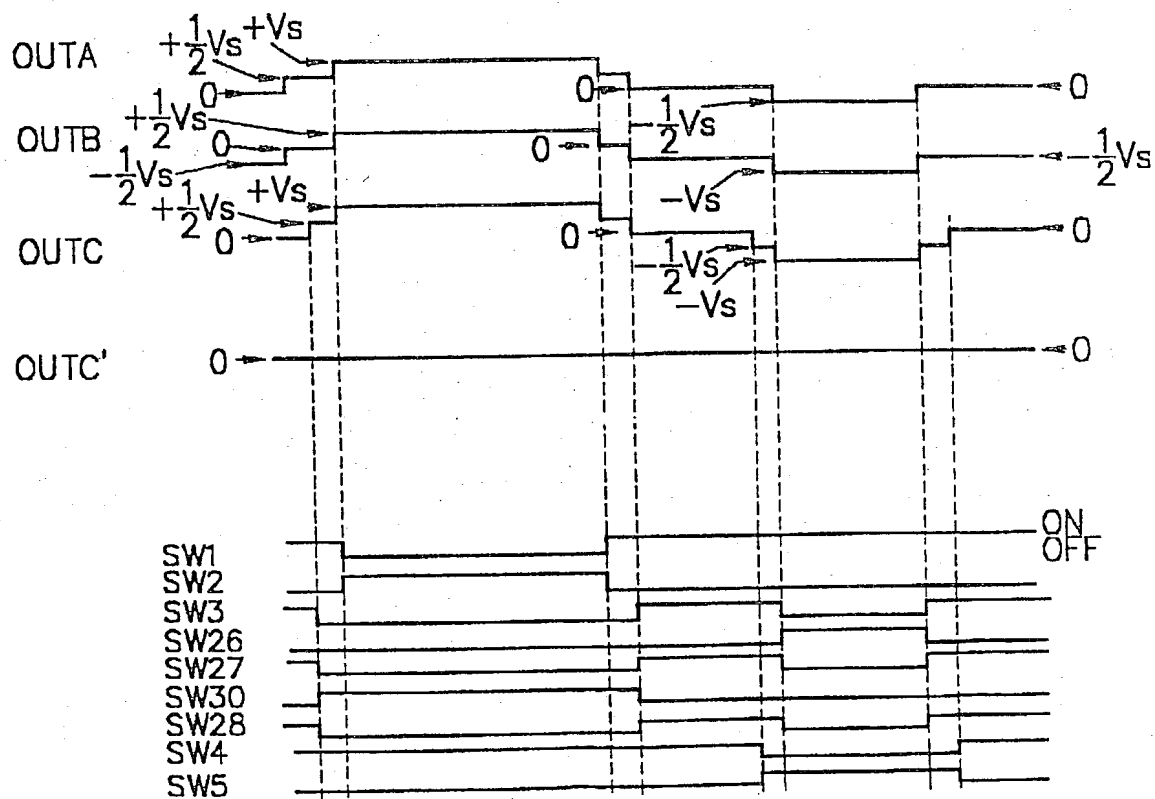 OUTA
+1/2Vs +Vs
0
0
-1/2Vs
0
OUTB
+1/2Vs
0
-1/2Vs
0
-Vs
-1/2Vs
OUTC
+1/2Vs +Vs
0
0
-1/2Vs
-Vs
0
OUTC'
0
0
ON
OFF
SW1
SW2
SW3
SW26
SW27
SW30
SW28
SW4
SW5